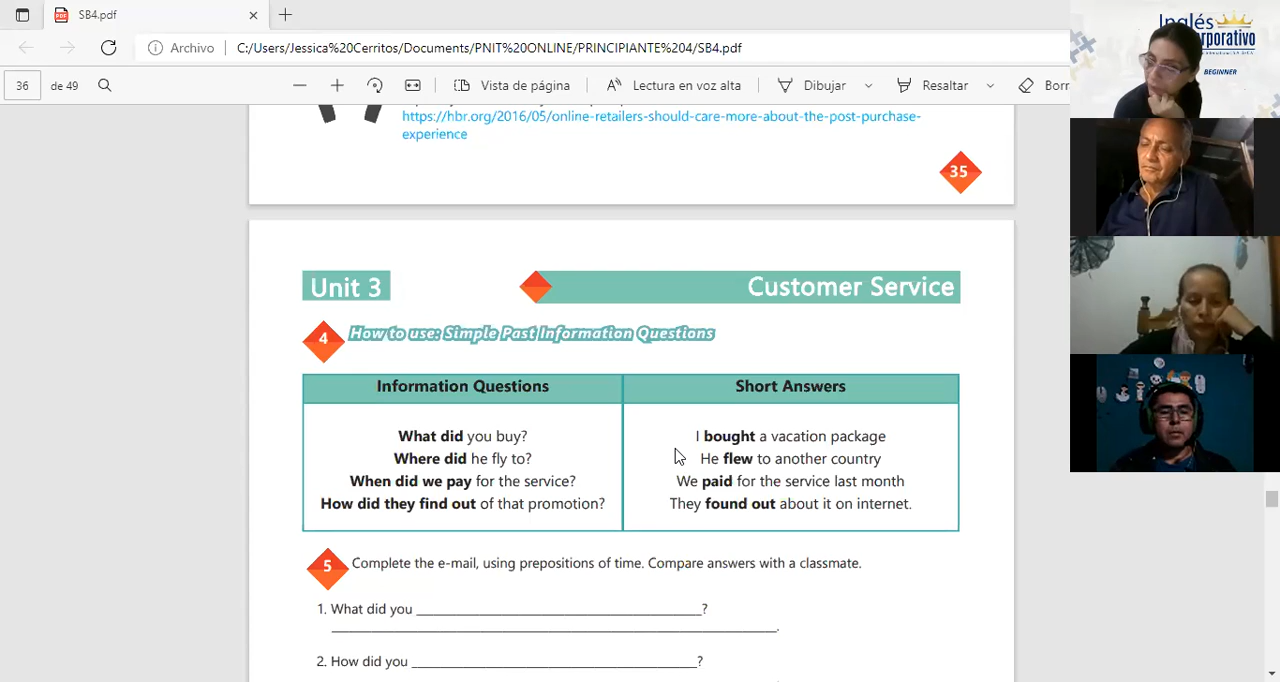 SB4.pdf
Archivo C:/Users/Jessica%20Cerritos/Documents/PNIT%20ONLINE/PRINCIPIANTE%204/SB4.pdf
36 de 49 Vista de página Lectura en voz alta Dibujar Resaltar Borr
https://hbr.org/2016/05/online-retailers-should-care-more-about-the-post-purchase-
experience
35
Unit 3 Customer Service
4 How to use: Simple Past Information Questions
Information Questions Short Answers
What did you buy? I bought a vacation package
Where did he fly to? He flew to another country
When did we pay for the service? We paid for the service last month
How did they find out of that promotion? They found out about it on internet.
5 Complete the e-mail, using prepositions of time. Compare answers with a classmate.
1. What did you ?
.
2. How did you ?
Inglés
BEGINNER